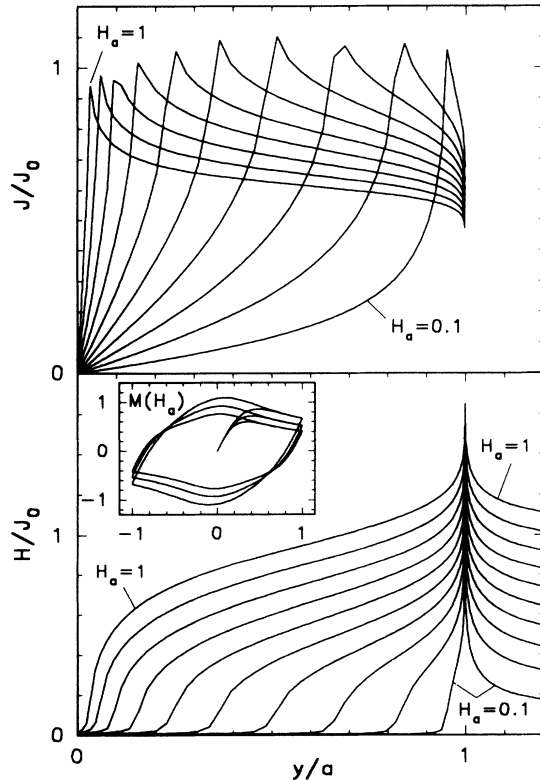 Hₐ=1
1
J/J₀
Hₐ=0.1
0
M(Hₐ)
1
0
−1
−1 0 1
Hₐ=1
H/J₀
1
Hₐ=1
Hₐ=0.1
0
0 1
y/a